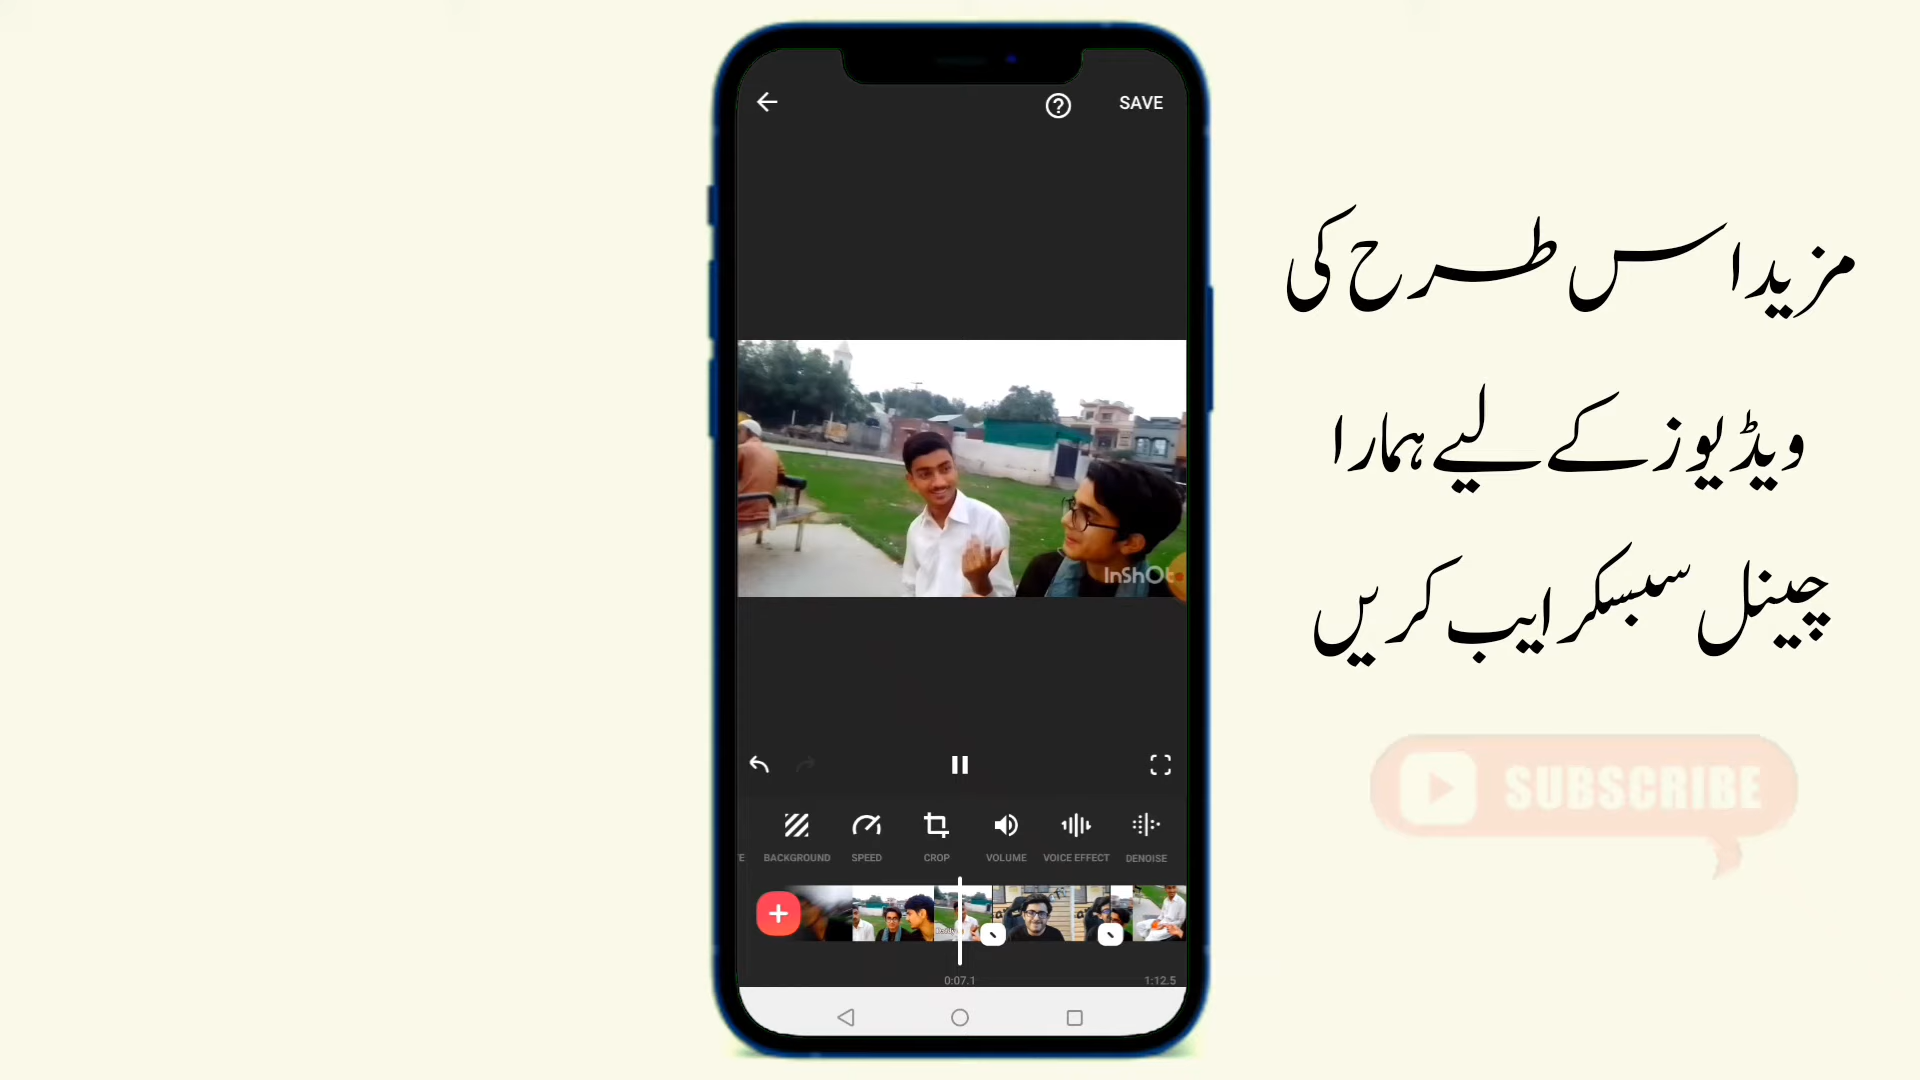 SAVE
مزید اس طرح کی
ویڈیوز کے لیے ہمارا
چینل سبسکرایب کریں
InShOt
SUBSCRIBE
BACKGROUND SPEED CROP VOLUME VOICE EFFECT DENOISE
0:07.1 1:12.5